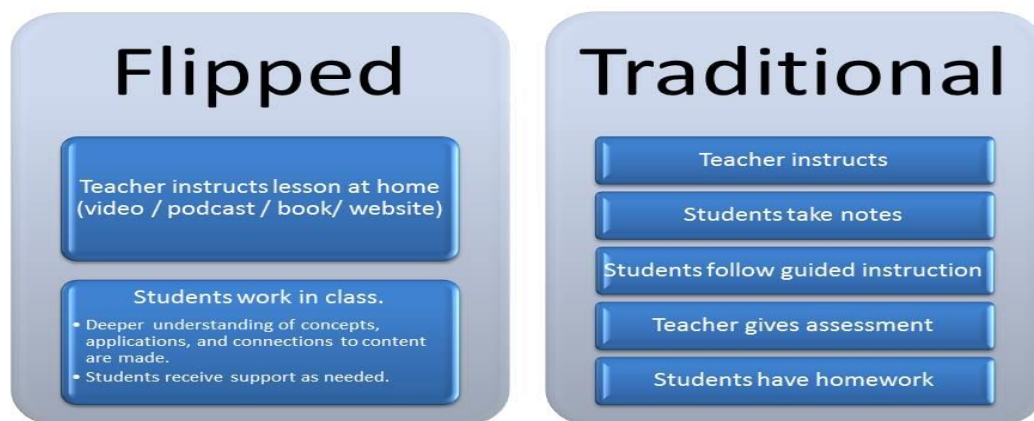 Flipped
Teacher instructs lesson at home
(video / podcast / book/ website)
Students work in class.
• Deeper understanding of concepts,
applications, and connections to content
are made.
• Students receive support as needed.
Traditional
Teacher instructs
Students take notes
Students follow guided instruction
Teacher gives assessment
Students have homework